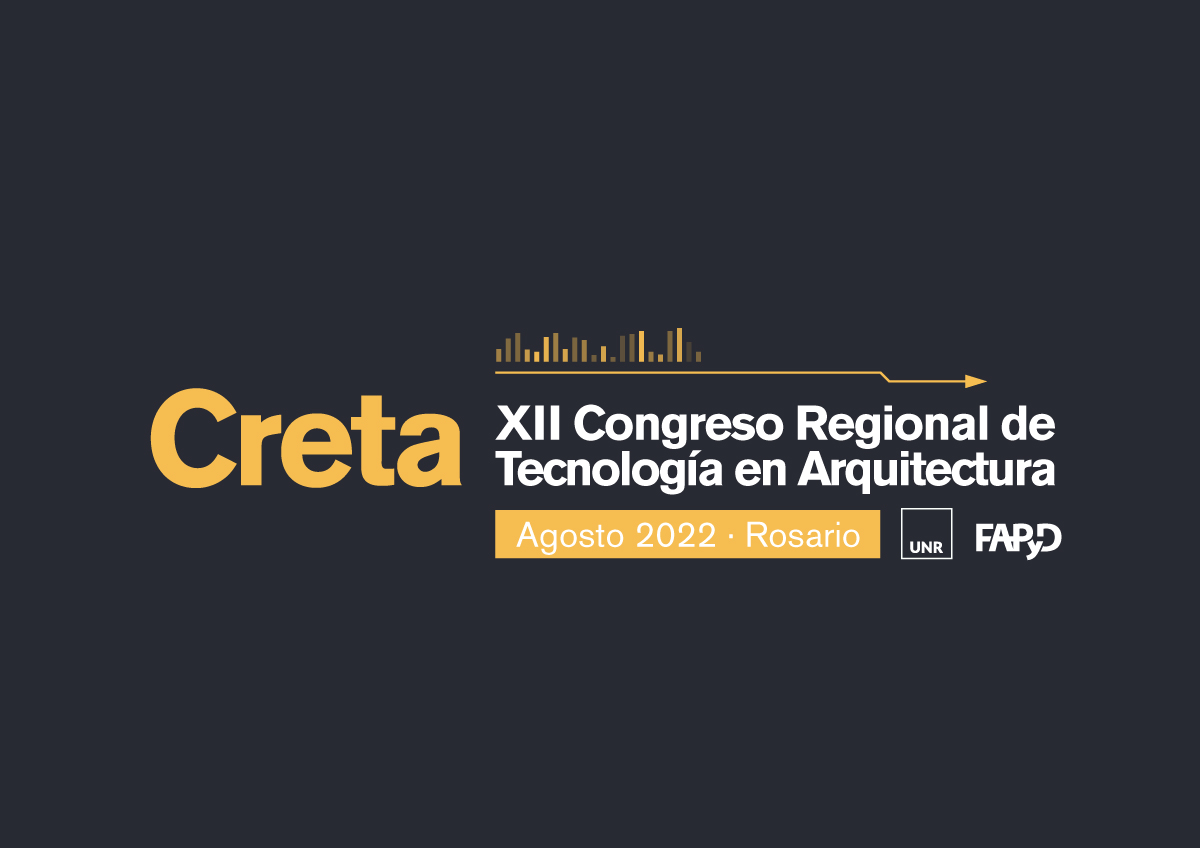 Creta
XII Congreso Regional de
Tecnología en Arquitectura
Agosto 2022 · Rosario
UNR
FAPyD